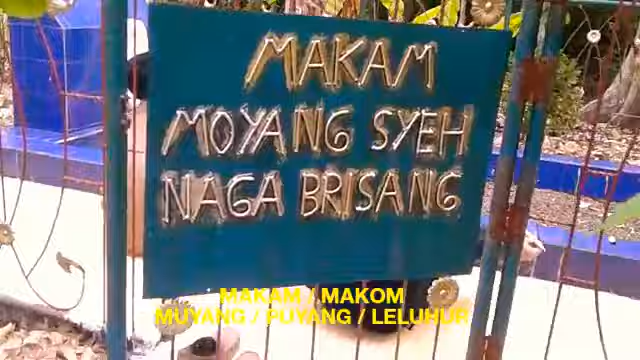 MAKAM
MOYANG SYEH
NAGA BRISANG
MAKAM / MAKOM
MUYANG / PUYANG / LELUHUR